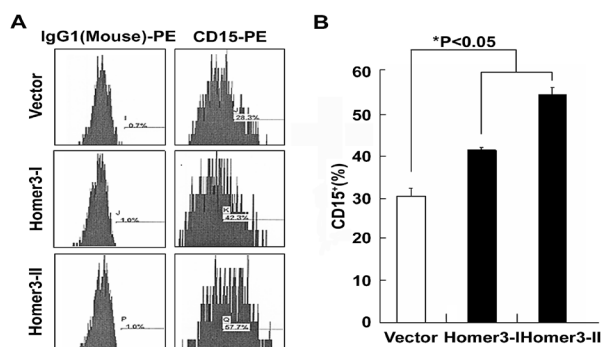 A
IgG1(Mouse)-PE CD15-PE
Vector
I
0.7%
J
28.3%
Homer3-I
J
1.0%
K
42.3%
Homer3-II
P
1.0%
Q
57.7%
B
*P<0.05
CD15+(%)
60
50
40
30
20
10
0
Vector Homer3-I Homer3-II